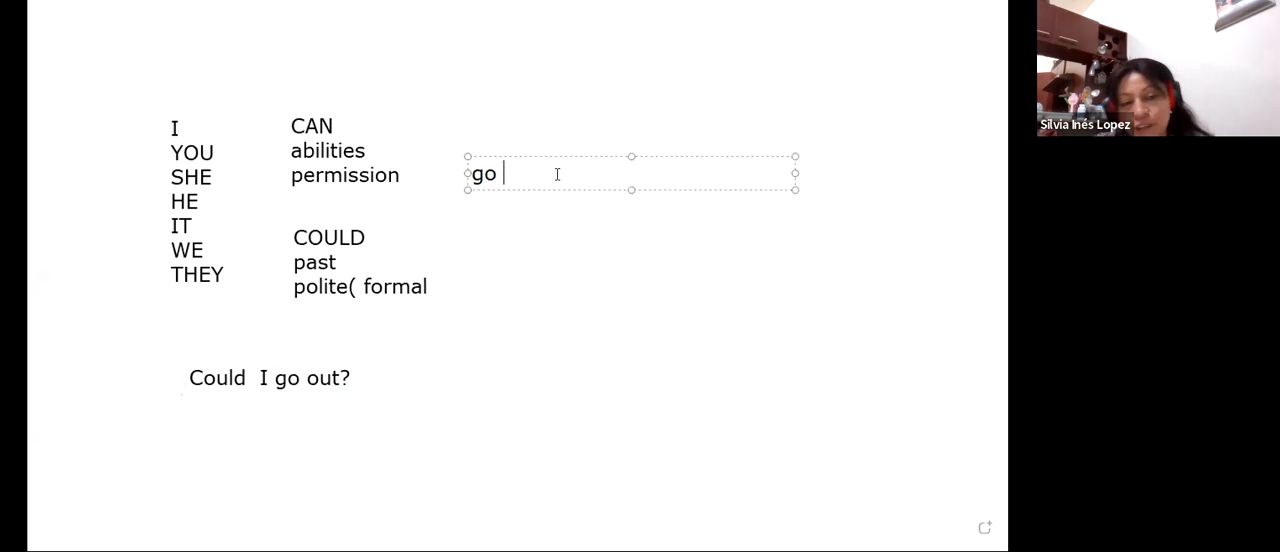 I
YOU
SHE
HE
IT
WE
THEY
CAN
abilities
permission
COULD
past
polite( formal
go
Could I go out?
Silvia Inés Lopez